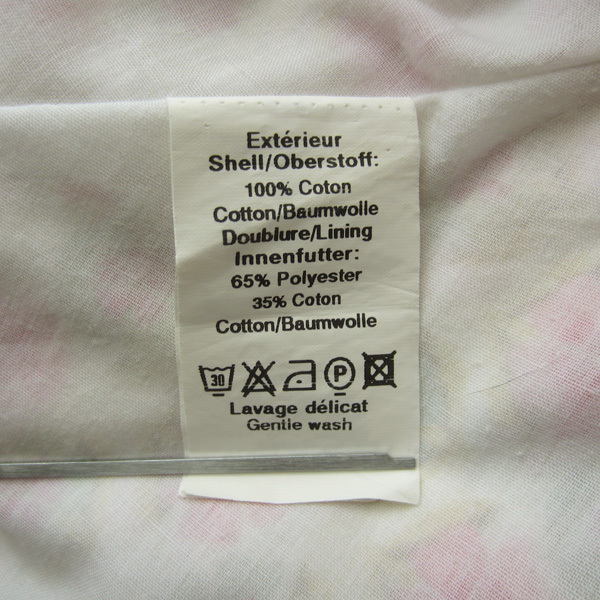 Extérieur
Shell/Oberstoff:
100% Coton
Cotton/Baumwolle
Doublure/Lining
Innenfutter:
65% Polyester
35% Coton
Cotton/Baumwolle
30 P
Lavage délicat
Gentle wash